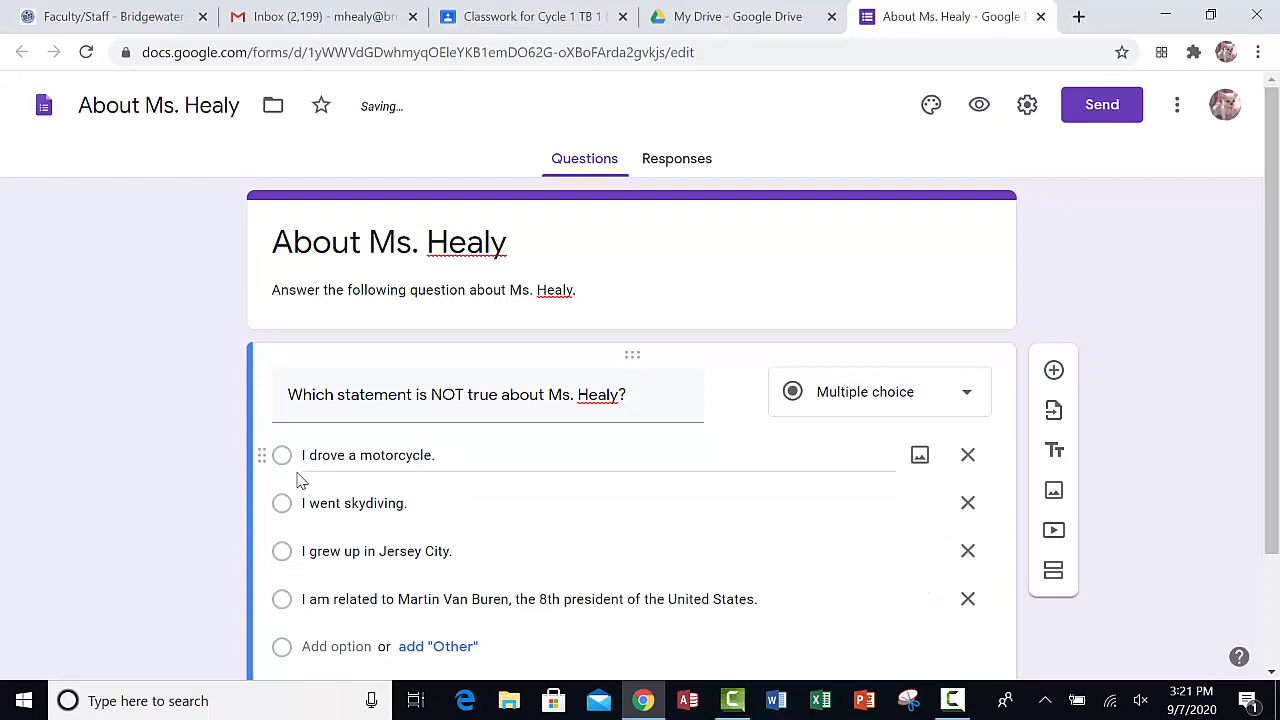 Faculty/Staff - Bridgewater
Inbox (2,199) - mhealy@b
Classwork for Cycle 1 TE
My Drive - Google Drive
About Ms. Healy - Google F
docs.google.com/forms/d/1yWWVdGDwhmyqOEleYKB1emDO62G-oXBoFArda2gvkjs/edit
About Ms. Healy
Saving...
Send
Questions
Responses
About Ms. Healy
Answer the following question about Ms. Healy.
Which statement is NOT true about Ms. Healy?
Multiple choice
I drove a motorcycle.
I went skydiving.
I grew up in Jersey City.
I am related to Martin Van Buren, the 8th president of the United States.
Add option or add "Other"
Type here to search
3:21 PM
9/7/2020